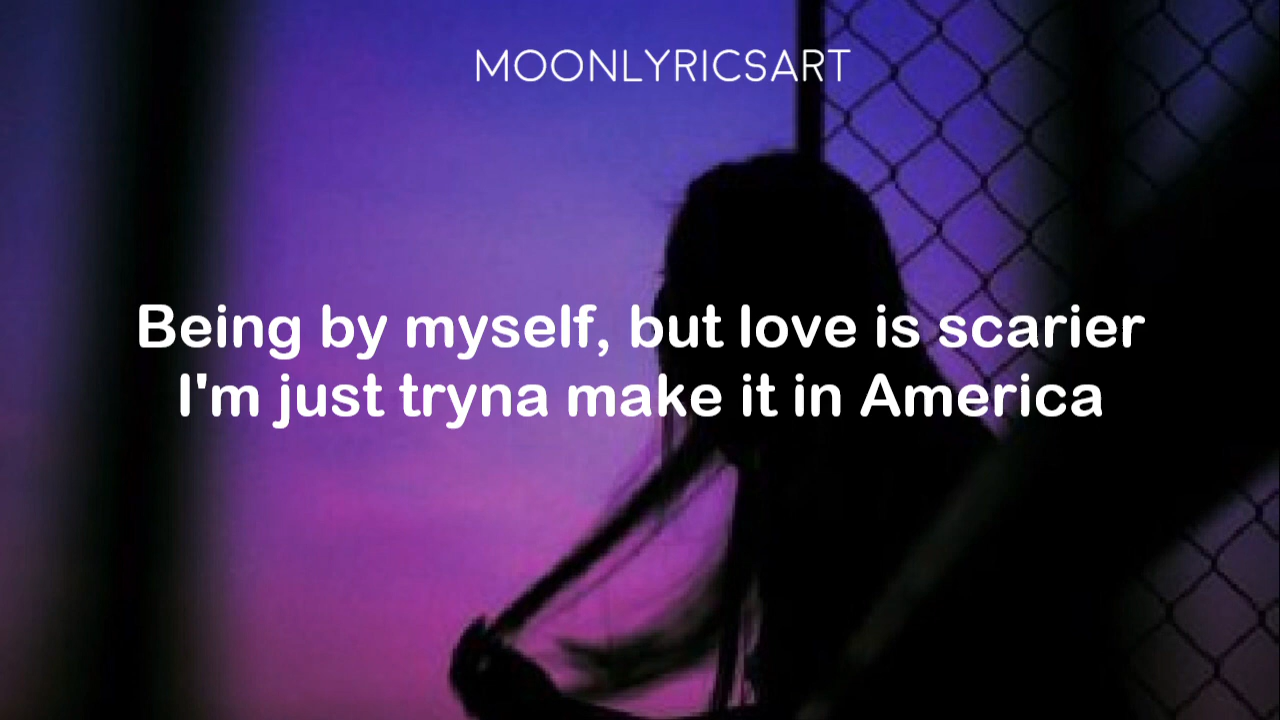 MOONLYRICSART
Being by myself, but love is scarier
I'm just tryna make it in America